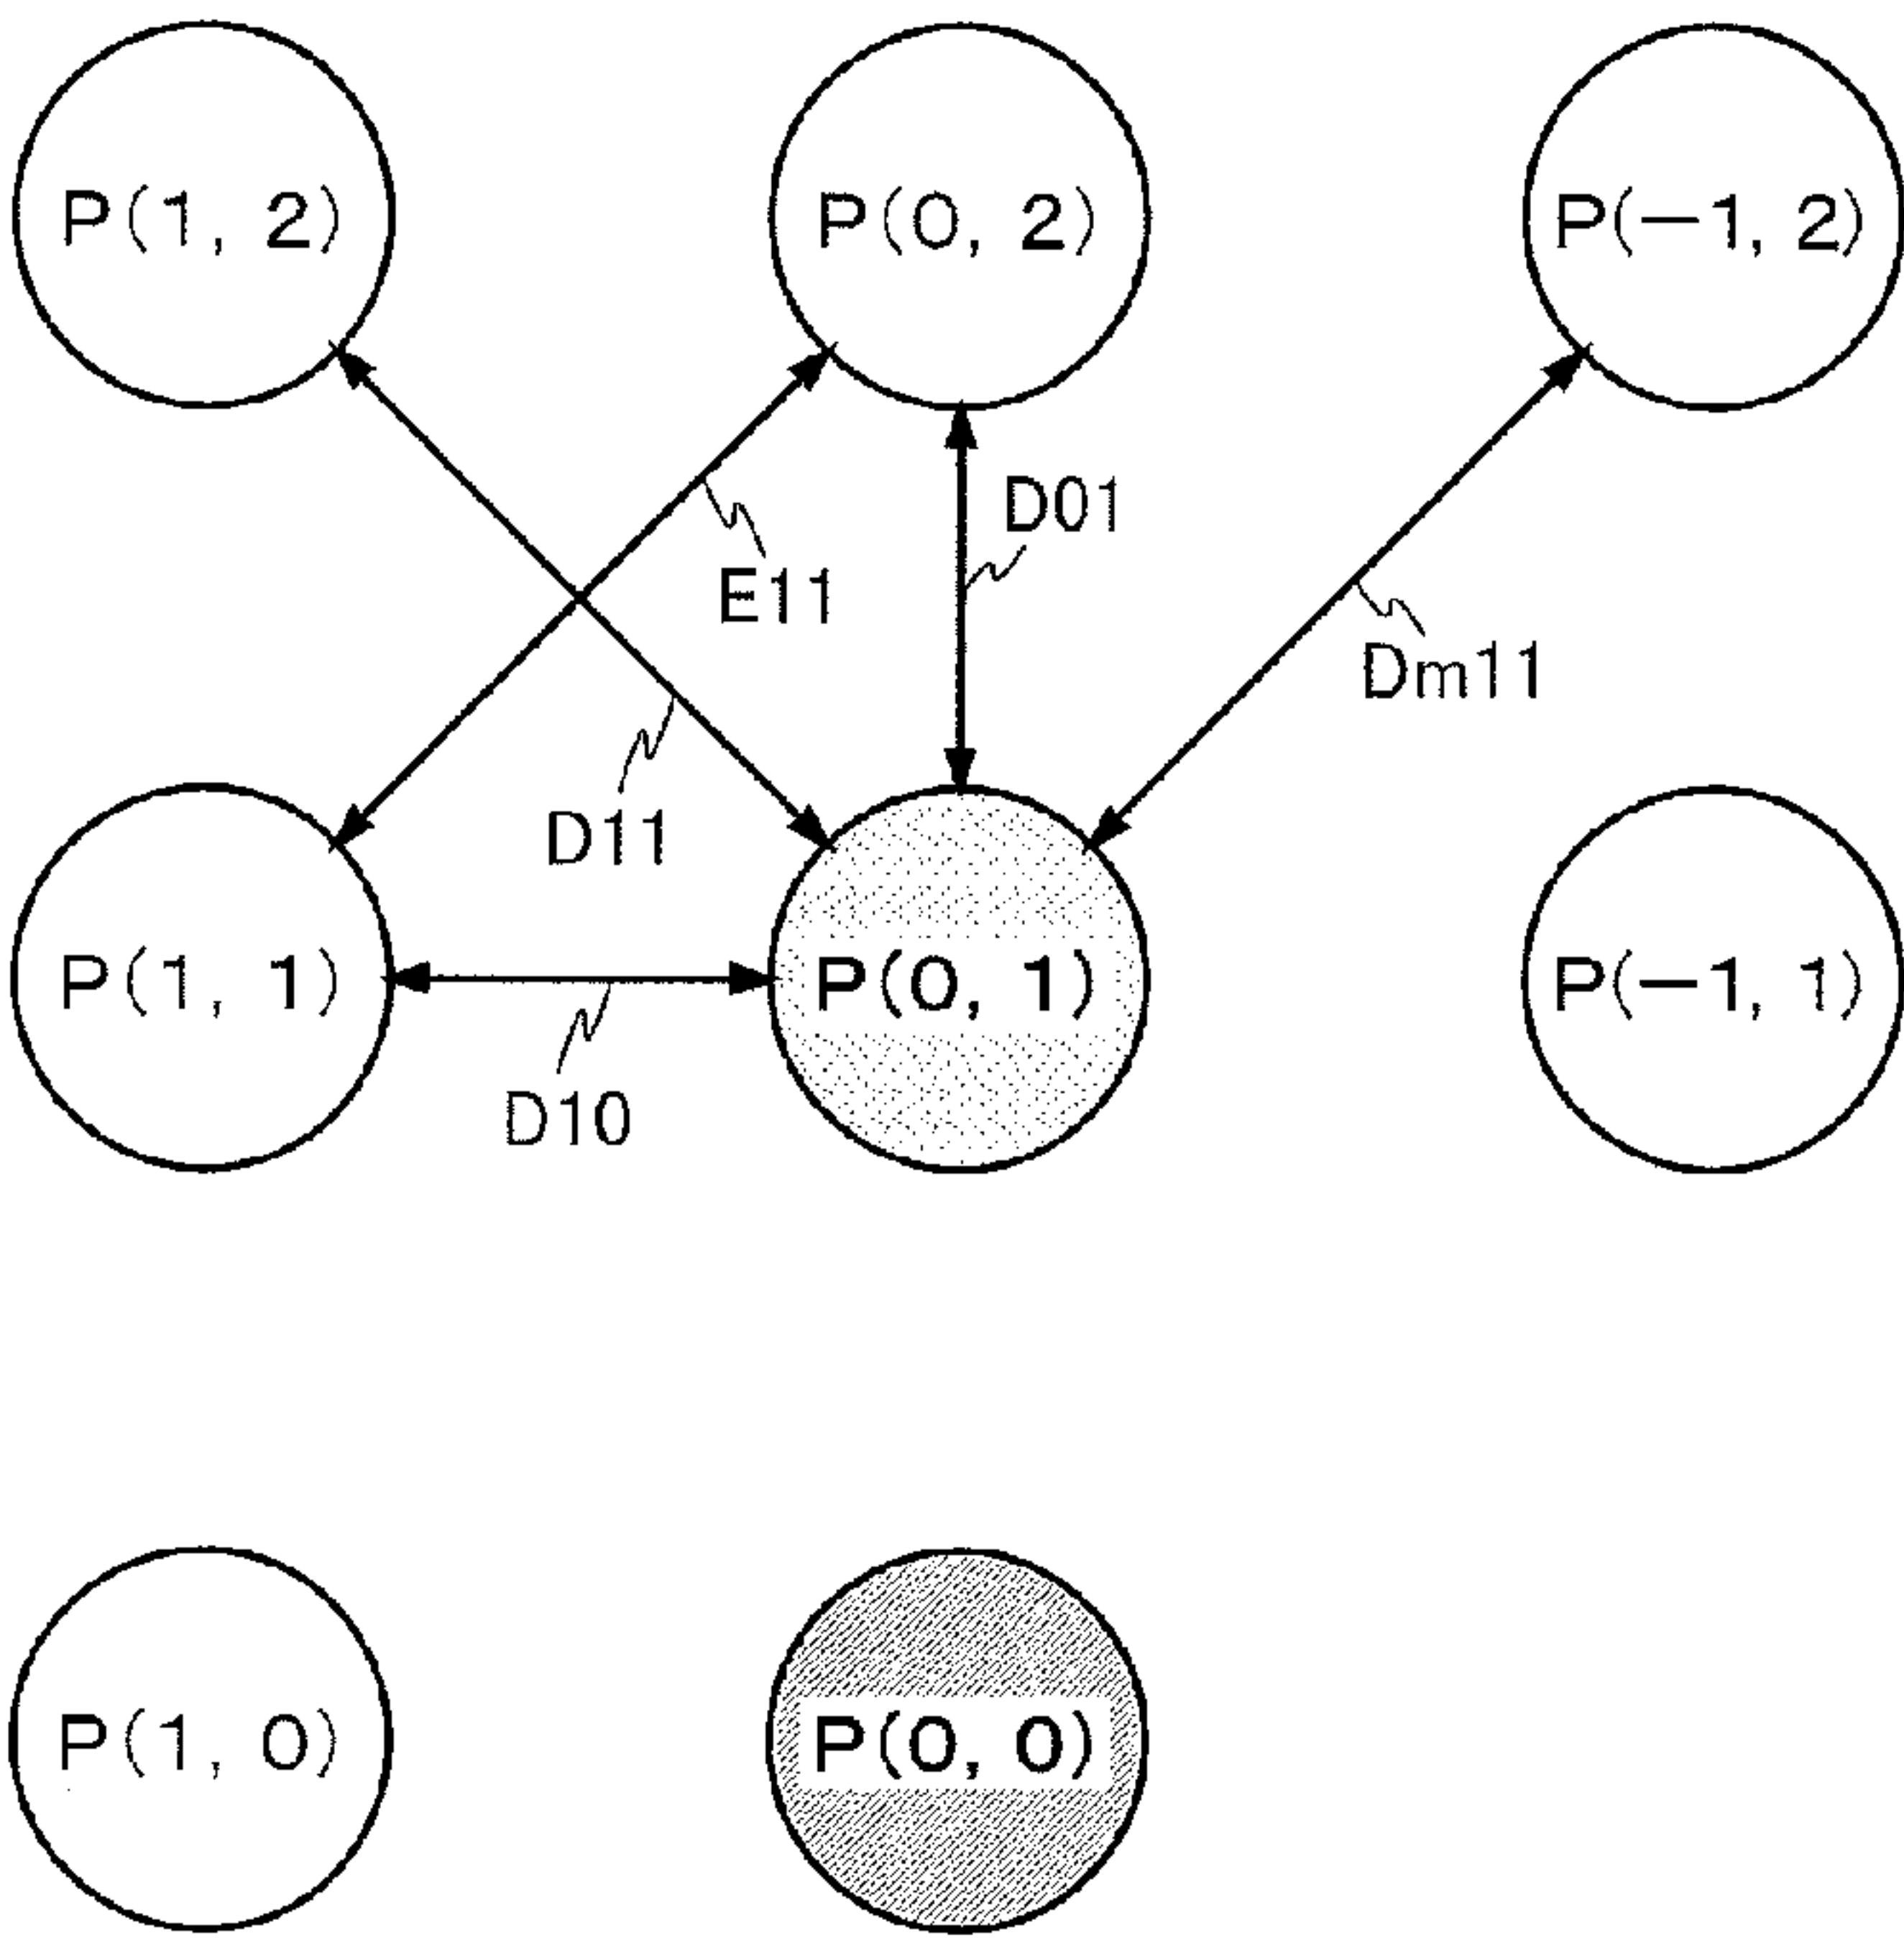 P(1, 2)
P(0, 2)
P(−1, 2)
D01
E11
Dm11
D11
P(1, 1)
P(0, 1)
P(−1, 1)
D10
P(1, 0)
P(0, 0)